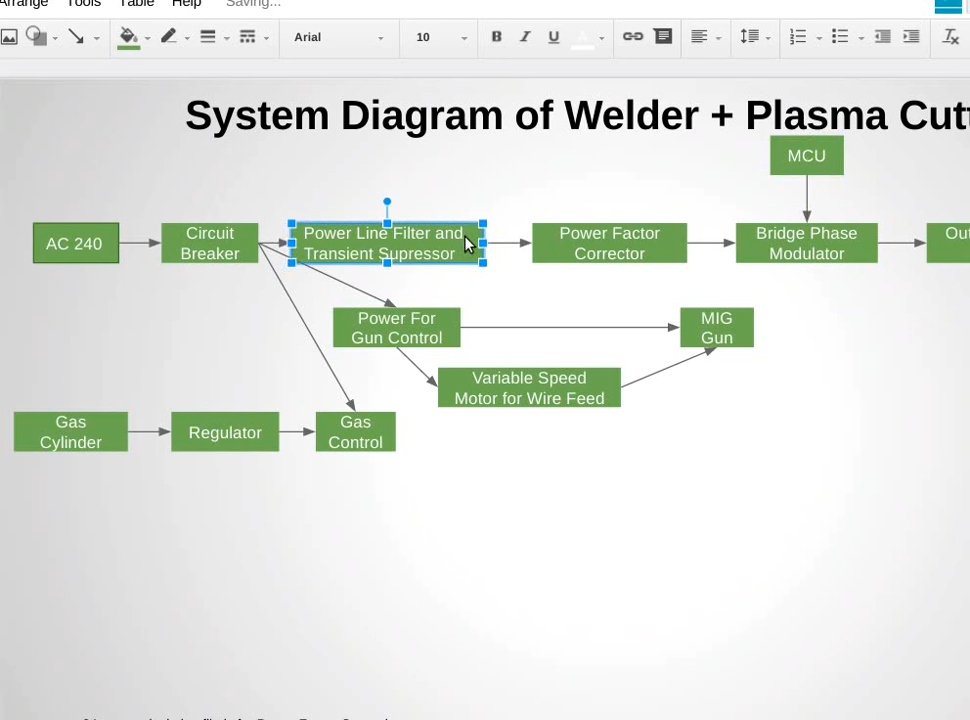 Arrange Tools Table Help Saving...
Arial 10 B I U
System Diagram of Welder + Plasma Cut
MCU
AC 240
Circuit
Breaker
Power Line Filter and
Transient Supressor
Power Factor
Corrector
Bridge Phase
Modulator
Out
Power For
Gun Control
MIG
Gun
Variable Speed
Motor for Wire Feed
Gas
Cylinder
Regulator
Gas
Control